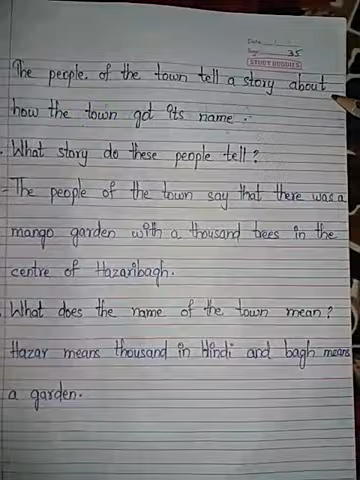 Date
Page 35
STUDY BUDDIES
The people of the town tell a story about
how the town got its name.
What story do these people tell?
- The people of the town say that there was a
mango garden with a thousand trees in the
centre of Hazaribagh.
What does the name of the town mean?
Hazar means thousand in Hindi and bagh means
a garden.